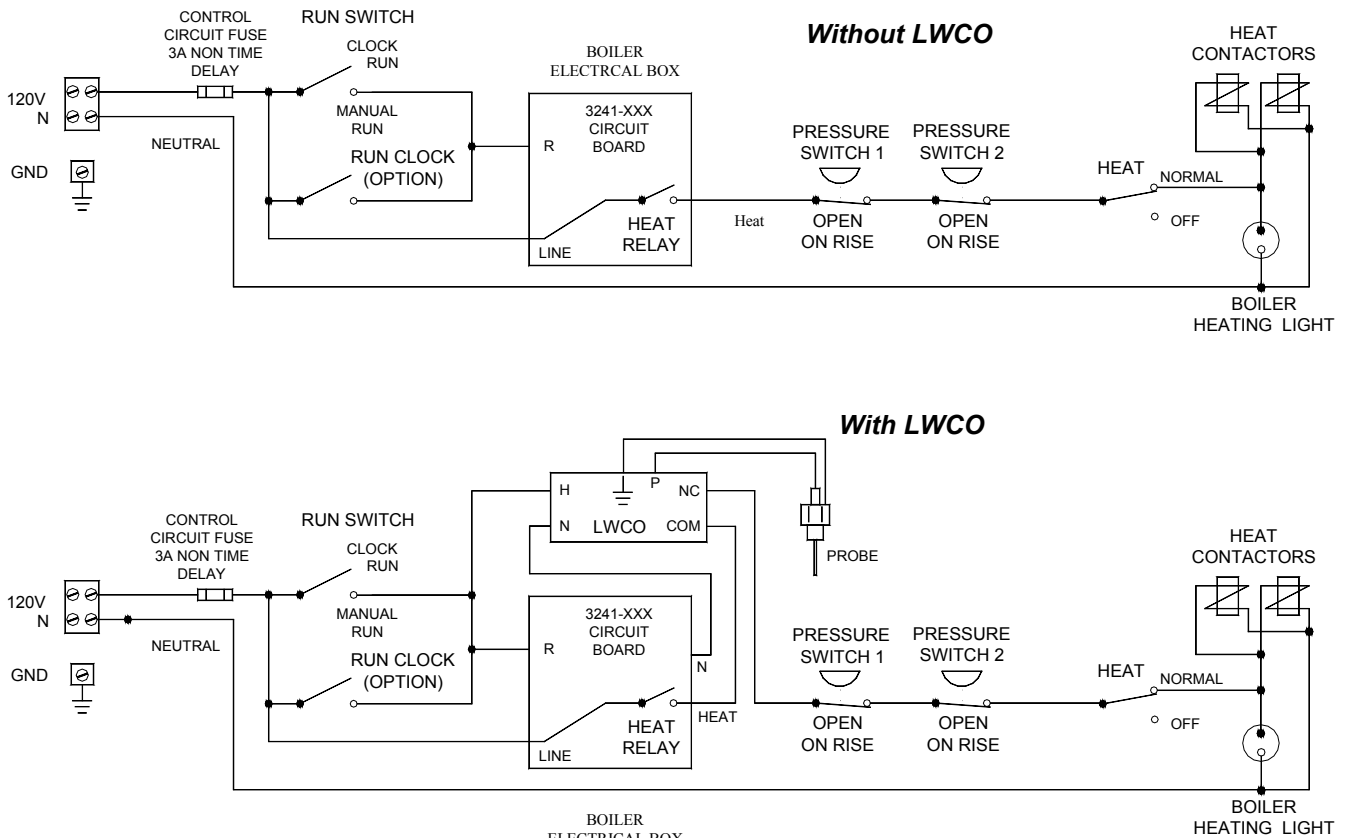 Without LWCO
CONTROL
CIRCUIT FUSE
3A NON TIME
DELAY
RUN SWITCH
CLOCK
RUN
MANUAL
RUN
RUN CLOCK
(OPTION)
120V
N
NEUTRAL
GND
BOILER
ELECTRCAL BOX
3241-XXX
CIRCUIT
BOARD
R
HEAT
RELAY
LINE
Heat
PRESSURE
SWITCH 1
OPEN
ON RISE
PRESSURE
SWITCH 2
OPEN
ON RISE
HEAT
NORMAL
OFF
HEAT
CONTACTORS
BOILER
HEATING LIGHT
With LWCO
CONTROL
CIRCUIT FUSE
3A NON TIME
DELAY
RUN SWITCH
CLOCK
RUN
MANUAL
RUN
RUN CLOCK
(OPTION)
120V
N
NEUTRAL
GND
H
P
NC
N
LWCO
COM
PROBE
3241-XXX
CIRCUIT
BOARD
R
N
HEAT
HEAT
RELAY
LINE
BOILER
ELECTRICAL BOX
PRESSURE
SWITCH 1
OPEN
ON RISE
PRESSURE
SWITCH 2
OPEN
ON RISE
HEAT
NORMAL
OFF
HEAT
CONTACTORS
BOILER
HEATING LIGHT